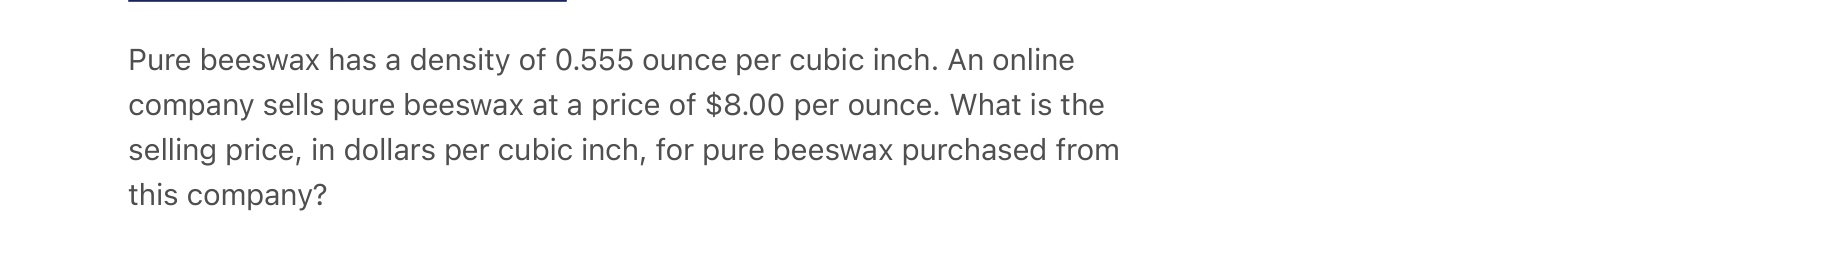 Pure beeswax has a density of 0.555 ounce per cubic inch. An online
company sells pure beeswax at a price of $8.00 per ounce. What is the
selling price, in dollars per cubic inch, for pure beeswax purchased from
this company?